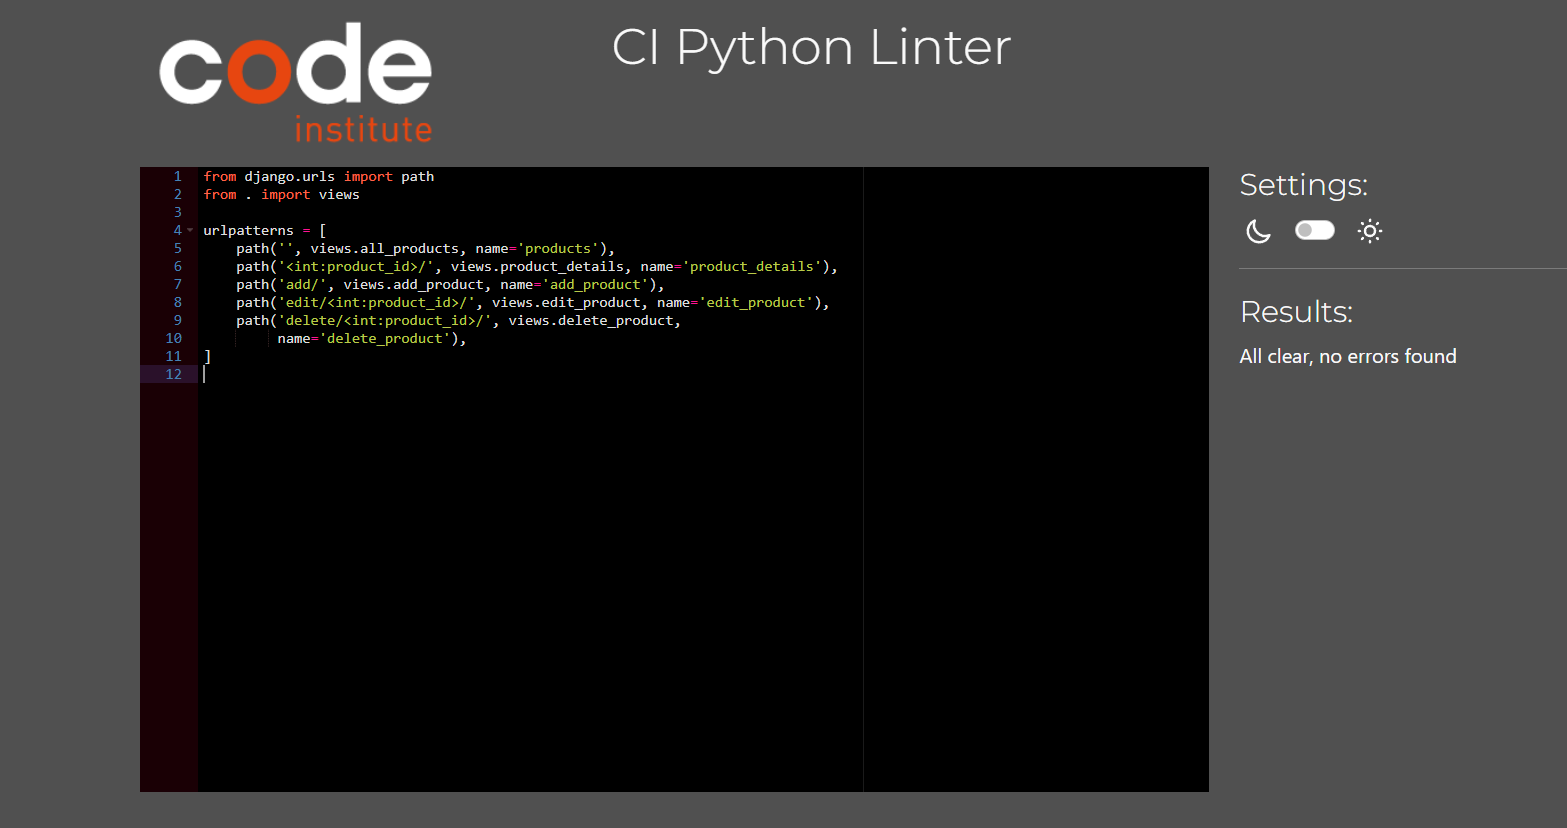 code
institute
CI Python Linter
1 from django.urls import path
2 from . import views
3
4 urlpatterns = [
5     path('', views.all_products, name='products'),
6     path('<int:product_id>/', views.product_details, name='product_details'),
7     path('add/', views.add_product, name='add_product'),
8     path('edit/<int:product_id>/', views.edit_product, name='edit_product'),
9     path('delete/<int:product_id>/', views.delete_product,
10          name='delete_product'),
11 ]
12
Settings:
Results:
All clear, no errors found